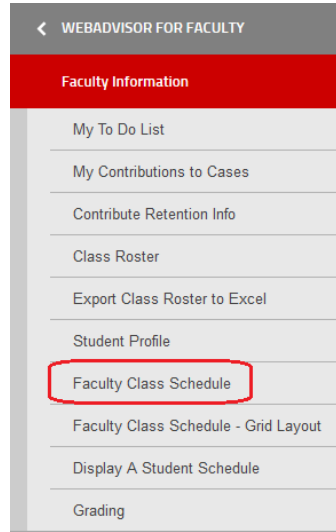 WEBADVISOR FOR FACULTY
Faculty Information
My To Do List
My Contributions to Cases
Contribute Retention Info
Class Roster
Export Class Roster to Excel
Student Profile
Faculty Class Schedule
Faculty Class Schedule - Grid Layout
Display A Student Schedule
Grading